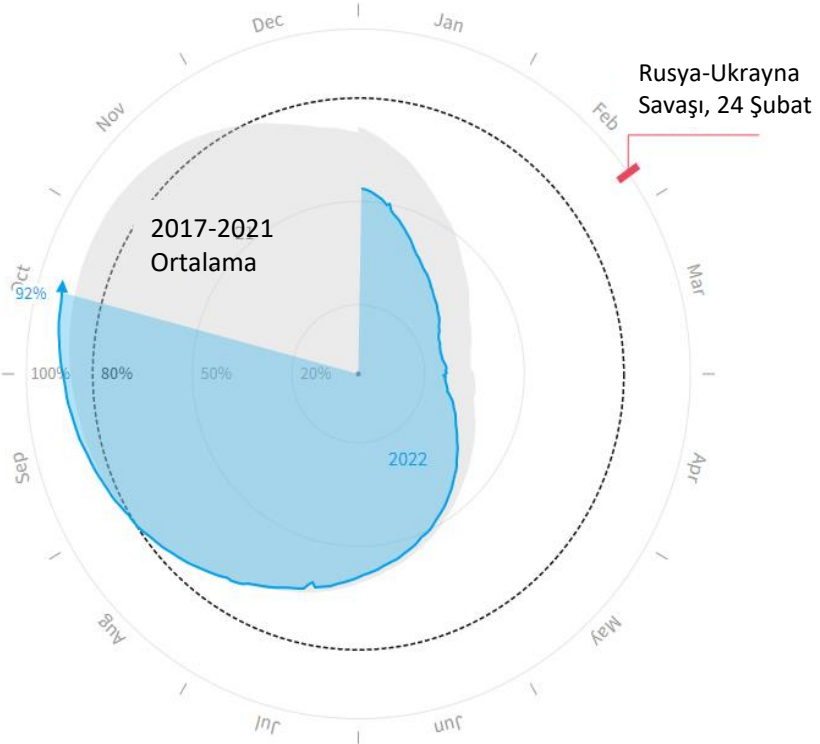 Dec
Jan
Rusya-Ukrayna
Savaşı, 24 Şubat
Nov
Feb
2017-2021
Ortalama
Oct
Mar
92%
100%
80%
50%
20%
2022
Sep
Apr
Aug
May
Jul
Jun